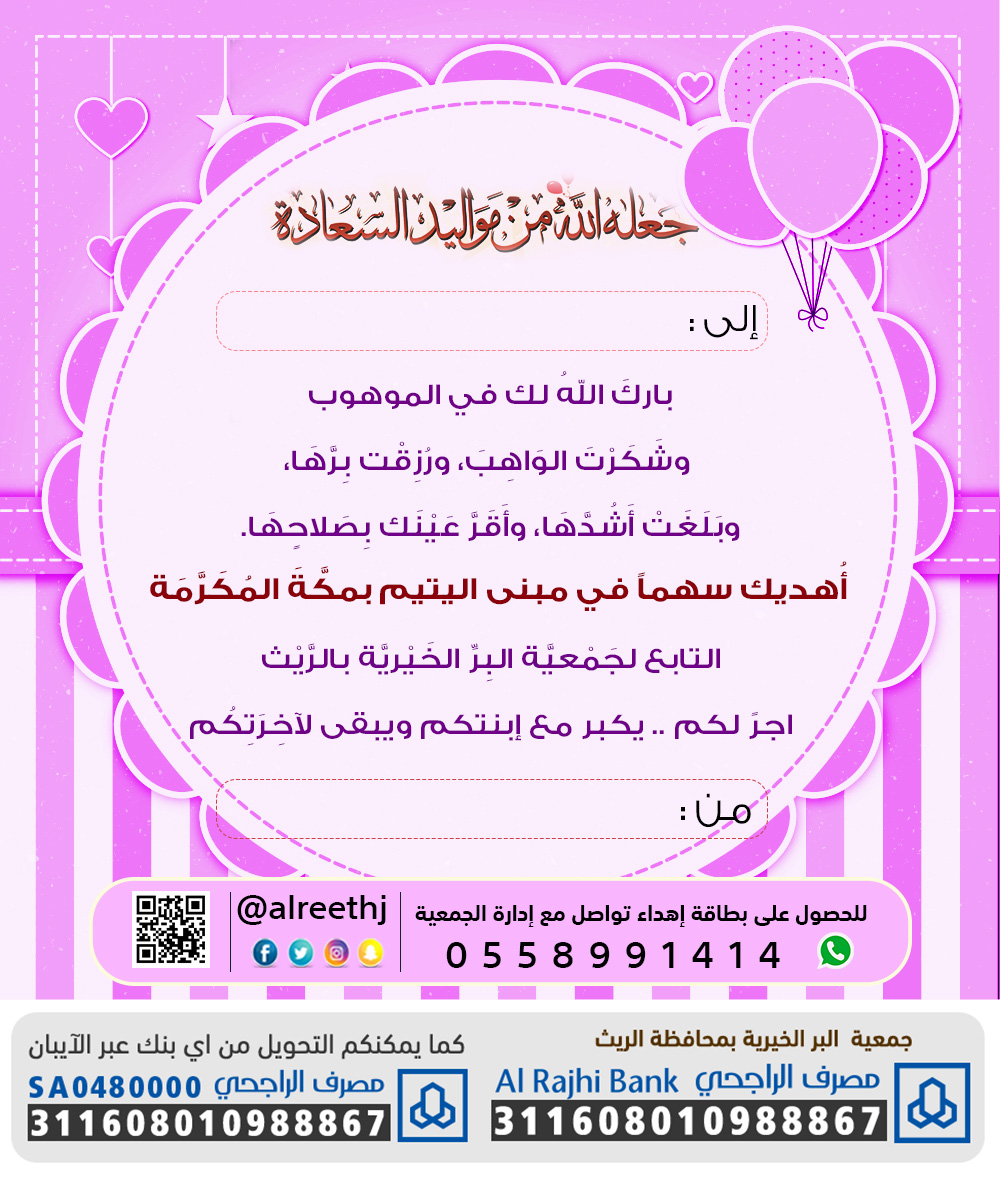 جعله الله من مواليد السعادة
إلى :
باركَ اللّهُ لك في الموهوب
وشَكَرْتَ الوَاهِبَ، ورُزِقْت بِرَّهَا،
وبَلَغَتْ أَشُدَّهَا، وأَقَرَّ عَيْنَك بِصَلاحِهَا.
أُهديك سهماً في مبنى اليتيم بمكَّةَ المُكَرَّمَة
التابع لجَمْعيَّة البِرِّ الخَيْريَّة بالرَّيْث
اجرً لكم .. يكبر مع إبنتكم ويبقى لآخِرَتِكُم
من :
للحصول على بطاقة إهداء تواصل مع إدارة الجمعية
0558991414
@alreethj
جمعية البر الخيرية بمحافظة الريث
مصرف الراجحي Al Rajhi Bank
311608010988867
كما يمكنكم التحويل من اي بنك عبر الآيبان
مصرف الراجحي SA0480000
311608010988867